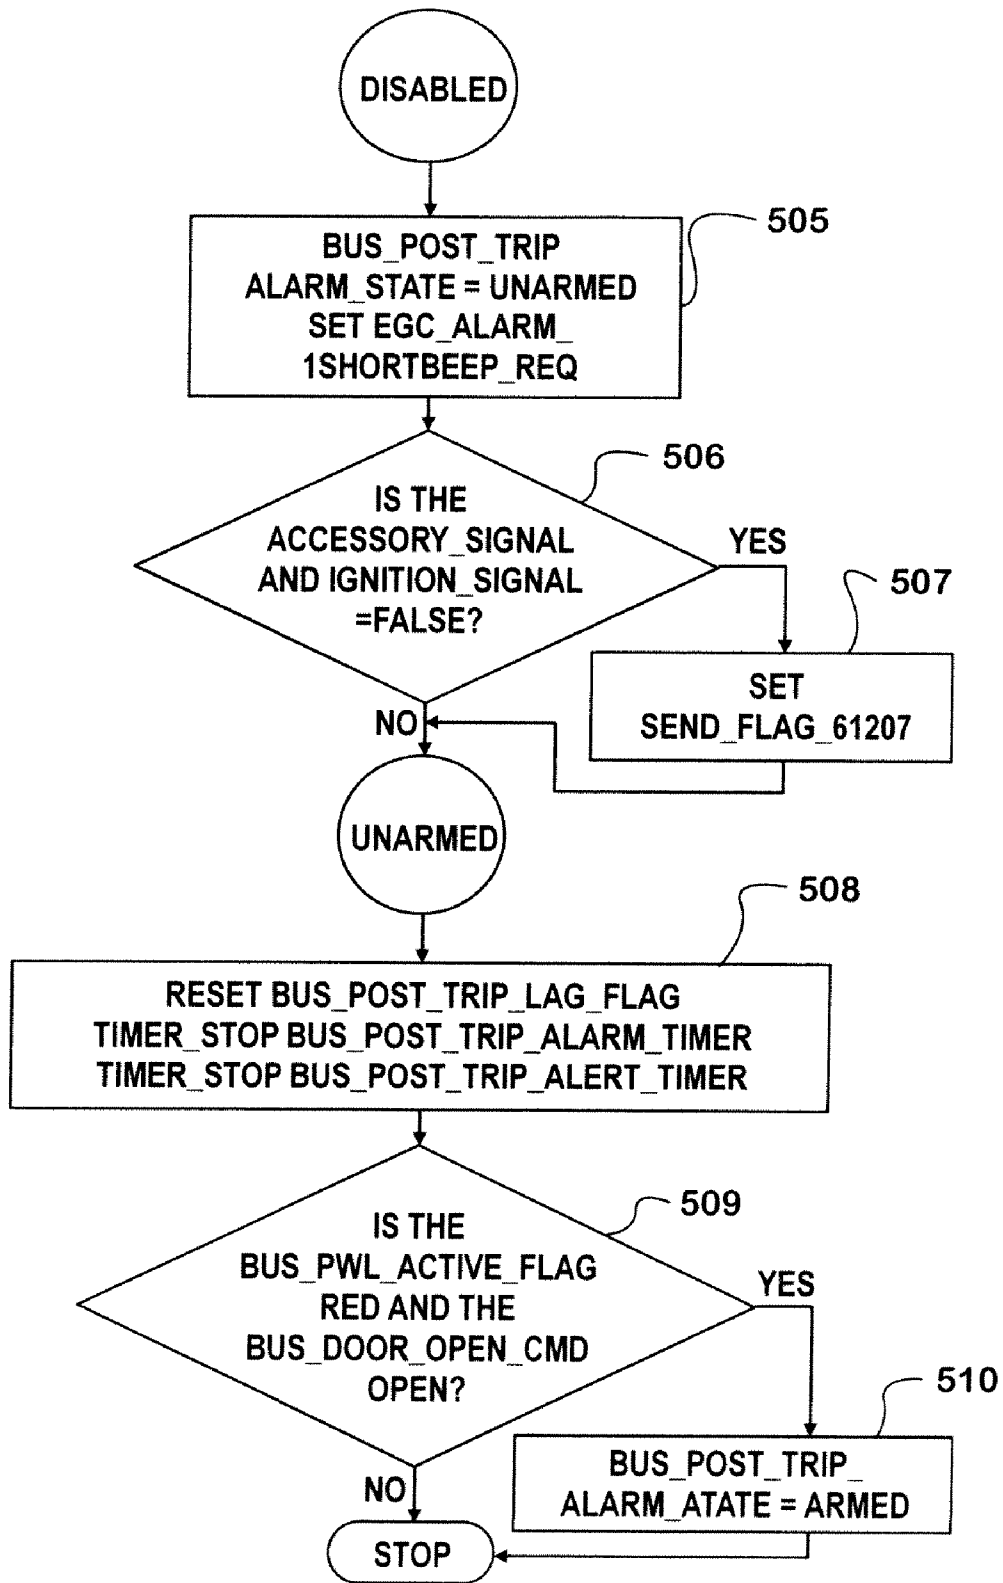 DISABLED
505
BUS_POST_TRIP
ALARM_STATE = UNARMED
SET EGC_ALARM_
1SHORTBEEP_REQ
506
IS THE
ACCESSORY_SIGNAL
AND IGNITION_SIGNAL
=FALSE?
YES
507
SET
SEND_FLAG_61207
NO
UNARMED
508
RESET BUS_POST_TRIP_LAG_FLAG
TIMER_STOP BUS_POST_TRIP_ALARM_TIMER
TIMER_STOP BUS_POST_TRIP_ALERT_TIMER
509
IS THE
BUS_PWL_ACTIVE_FLAG
RED AND THE
BUS_DOOR_OPEN_CMD
OPEN?
YES
510
BUS_POST_TRIP_
ALARM_ATATE = ARMED
NO
STOP